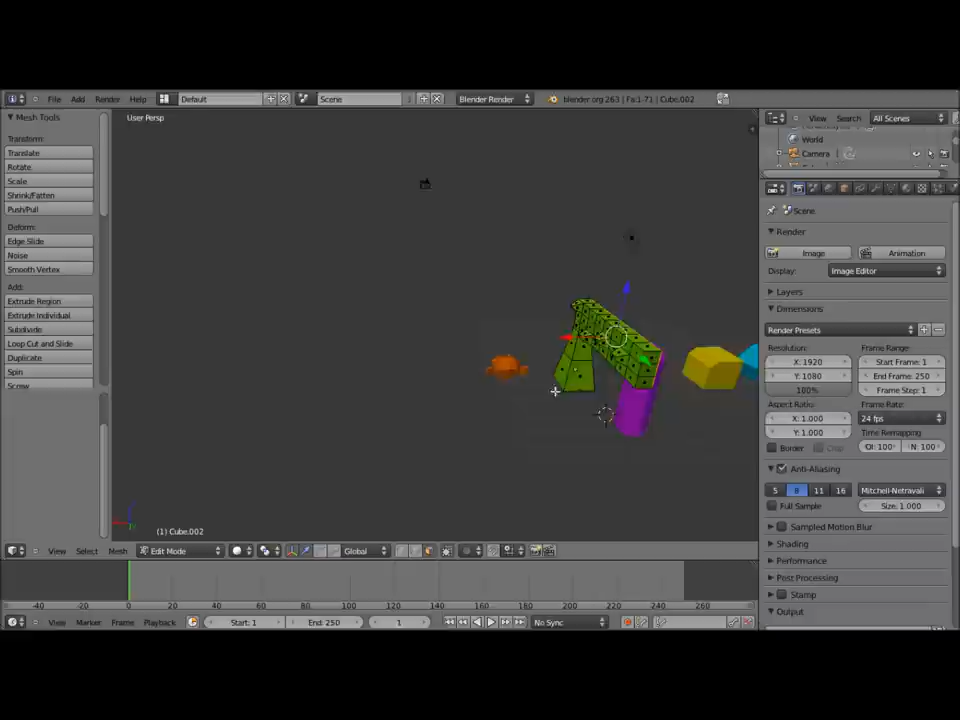 File Add Render Help Default Scene 3 Blender Render blender.org 263 | Fa:1-71 | Cube.002
Mesh Tools
User Persp
View Search All Scenes
Transform:
World
Translate
Camera
Rotate
Scale
Shrink/Fatten
Push/Pull
Scene
Deform:
Render
Edge Slide
Image Animation
Noise
Display: Image Editor
Smooth Vertex
Layers
Add:
Dimensions
Extrude Region
Extrude Individual
Render Presets
Subdivide
Resolution: Frame Range:
Loop Cut and Slide
X: 1920 Start Frame: 1
Duplicate
Y: 1080 End Frame: 250
Spin
100% Frame Step: 1
Screw
Aspect Ratio: Frame Rate:
X: 1.000 24 fps
Y: 1.000 Time Remapping
Border Crop Ol: 100 N: 100
Anti-Aliasing
5 8 11 16 Mitchell-Netravali
Full Sample Size: 1.000
Sampled Motion Blur
(1) Cube.002
Shading
View Select Mesh Edit Mode Global
Performance
Post Processing
Stamp
-40 -20 0 20 40 60 80 100 120 140 160 180 200 220 240 260
Output
View Marker Frame Playback Start: 1 End: 250 1 No Sync